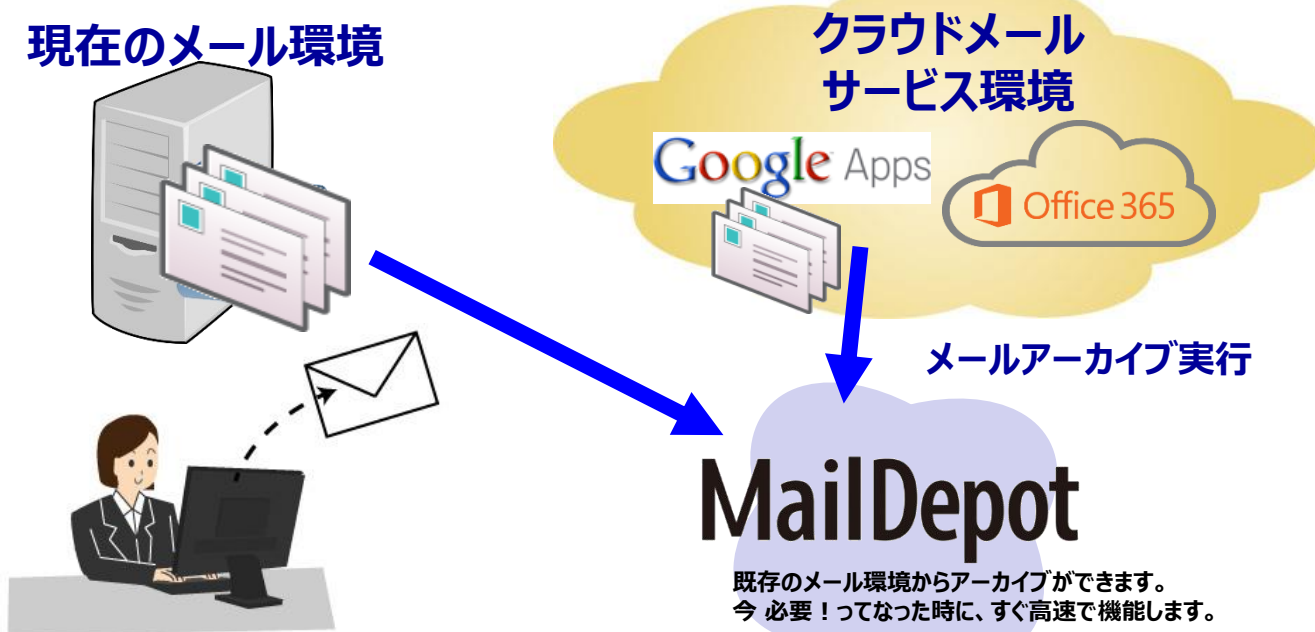 現在のメール環境
クラウドメール
サービス環境
Google Apps
Office 365
メールアーカイブ実行
MailDepot
既存のメール環境からアーカイブができます。
今 必要！ってなった時に、すぐ高速で機能します。